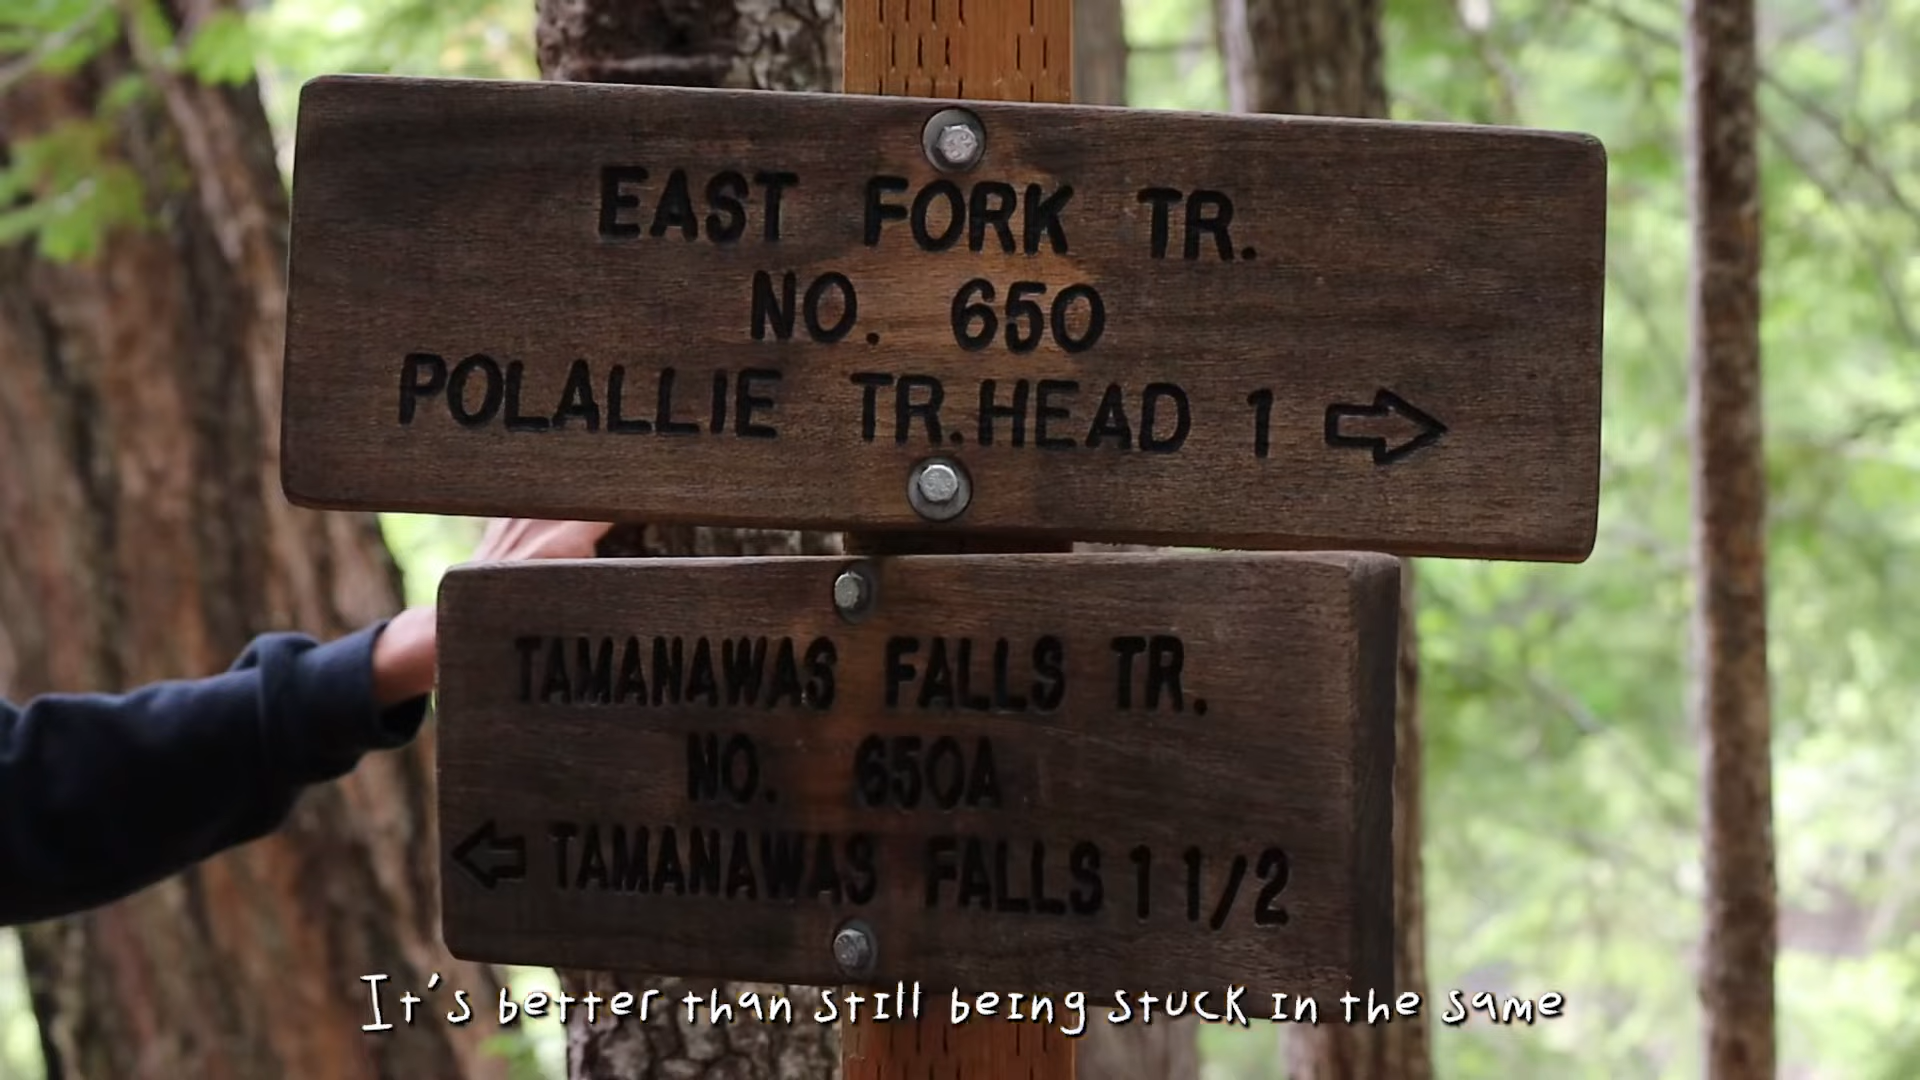 EAST FORK TR.
NO. 650
POLALLIE TR.HEAD 1
TAMANAWAS FALLS TR.
NO. 650A
TAMANAWAS FALLS 1 1/2
It's better than still being stuck in the same